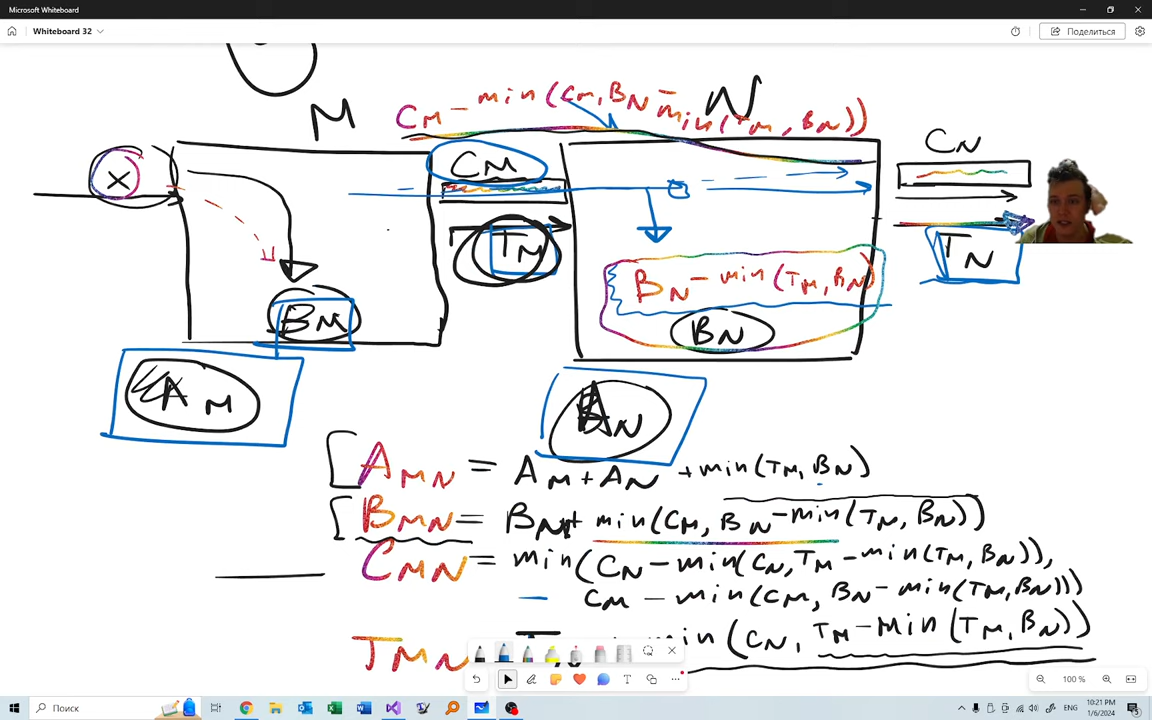 Microsoft Whiteboard
Whiteboard 32
Поделиться
M
CM - min(CM, BN - min(TM, BN))
N
X
CM
CN
TM
TN
BN - min(TM, BN)
BM
BN
AM
AN
AMN = AM + AN + min(TM, BN)
BMN = BM + min(CM, BN - min(TM, BN))
CMN = min(CN - min(CN, TM - min(TM, BN)),
CM - min(CM, BN - min(TM, BN)))
TMN min(CN, TM - min(TM, BN))
100 %
Поиск
ENG
10:21 PM
1/6/2024